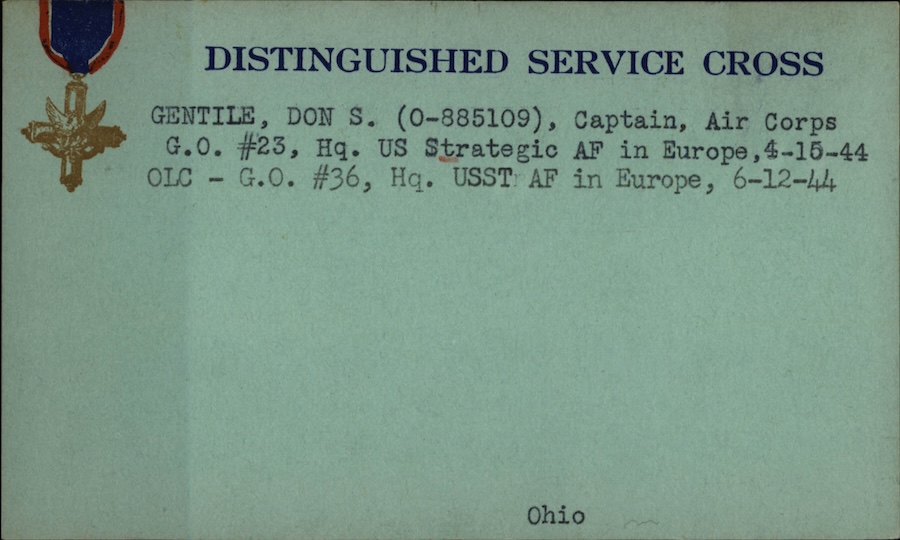 DISTINGUISHED SERVICE CROSS
GENTILE, DON S. (O-885109), Captain, Air Corps
G.O. #23, Hq. US Strategic AF in Europe,4-15-44
OLC - G.O. #36, Hq. USST AF in Europe, 6-12-44
Ohio